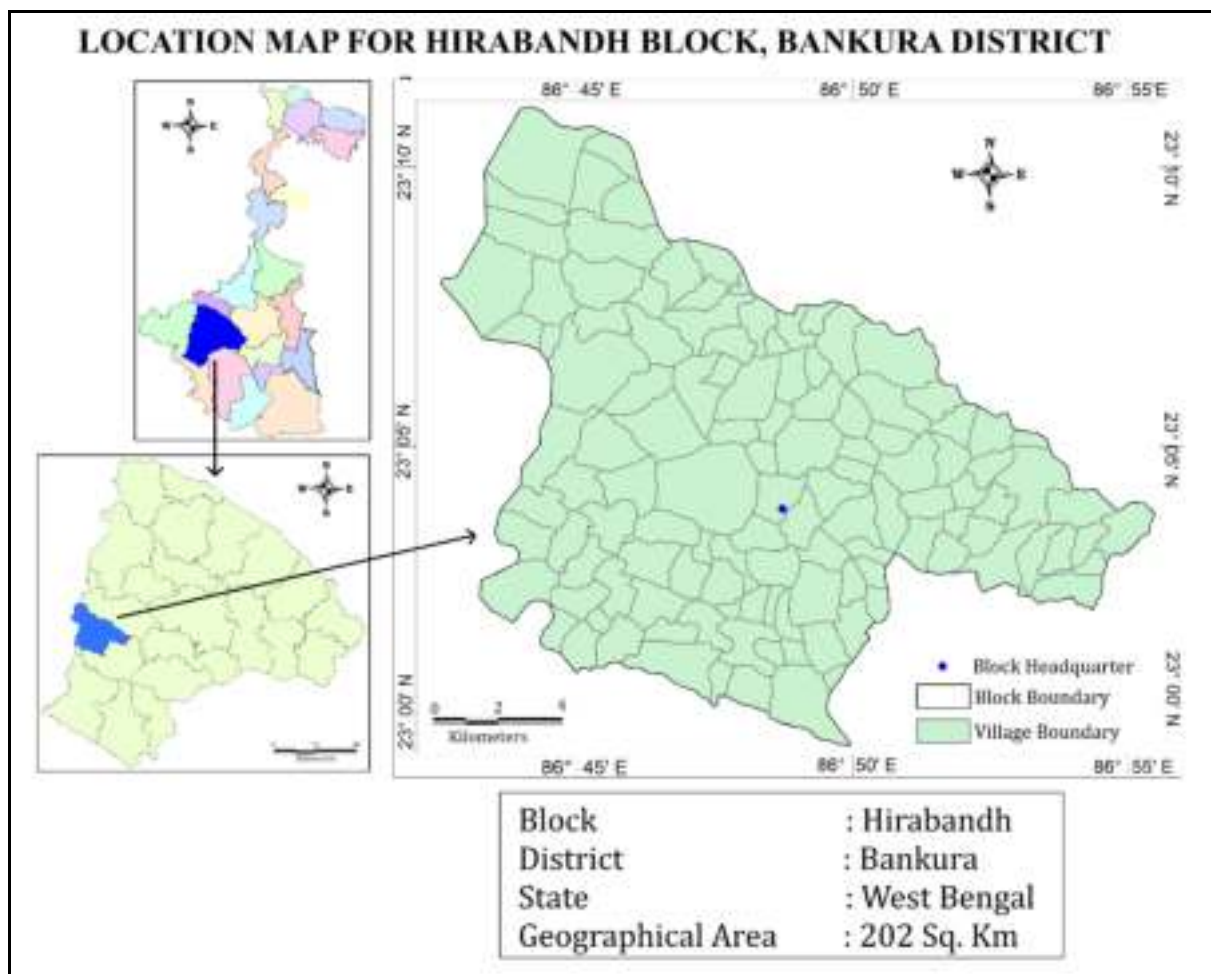 LOCATION MAP FOR HIRABANDH BLOCK, BANKURA DISTRICT
N
W E
S
86° 45' E 86° 50' E 86° 55'E
23° 10' N
23° 10' N
N
W E
S
23° 05' N
23° 05' N
N
W E
S
23° 00' N
23° 00' N
Block Headquarter
Block Boundary
Village Boundary
0
Kilometers
86° 45' E 86° 50' E 86° 55' E
Block : Hirabandh
District : Bankura
State : West Bengal
Geographical Area : 202 Sq. Km